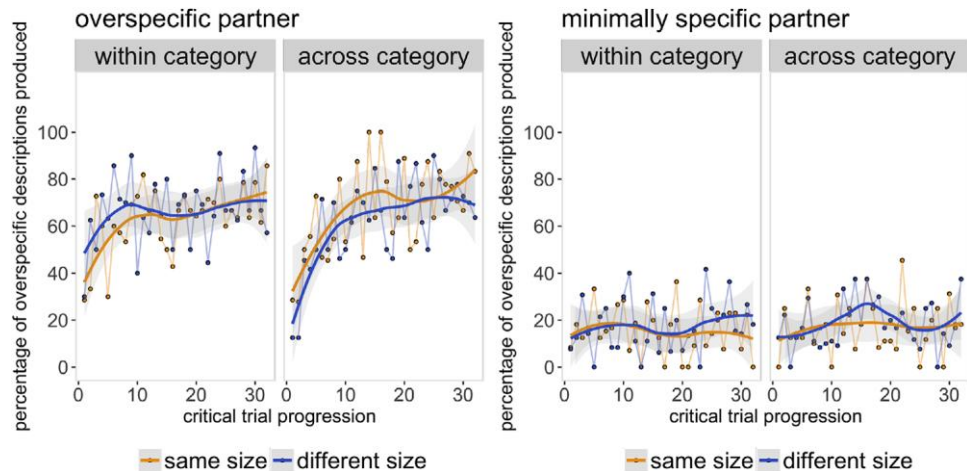 overspecific partner
within category
across category
percentage of overspecific descriptions produced
100
80
60
40
20
0
0 10 20 30
0 10 20 30
critical trial progression
minimally specific partner
within category
across category
percentage of overspecific descriptions produced
100
80
60
40
20
0
0 10 20 30
0 10 20 30
critical trial progression
same size different size
same size different size